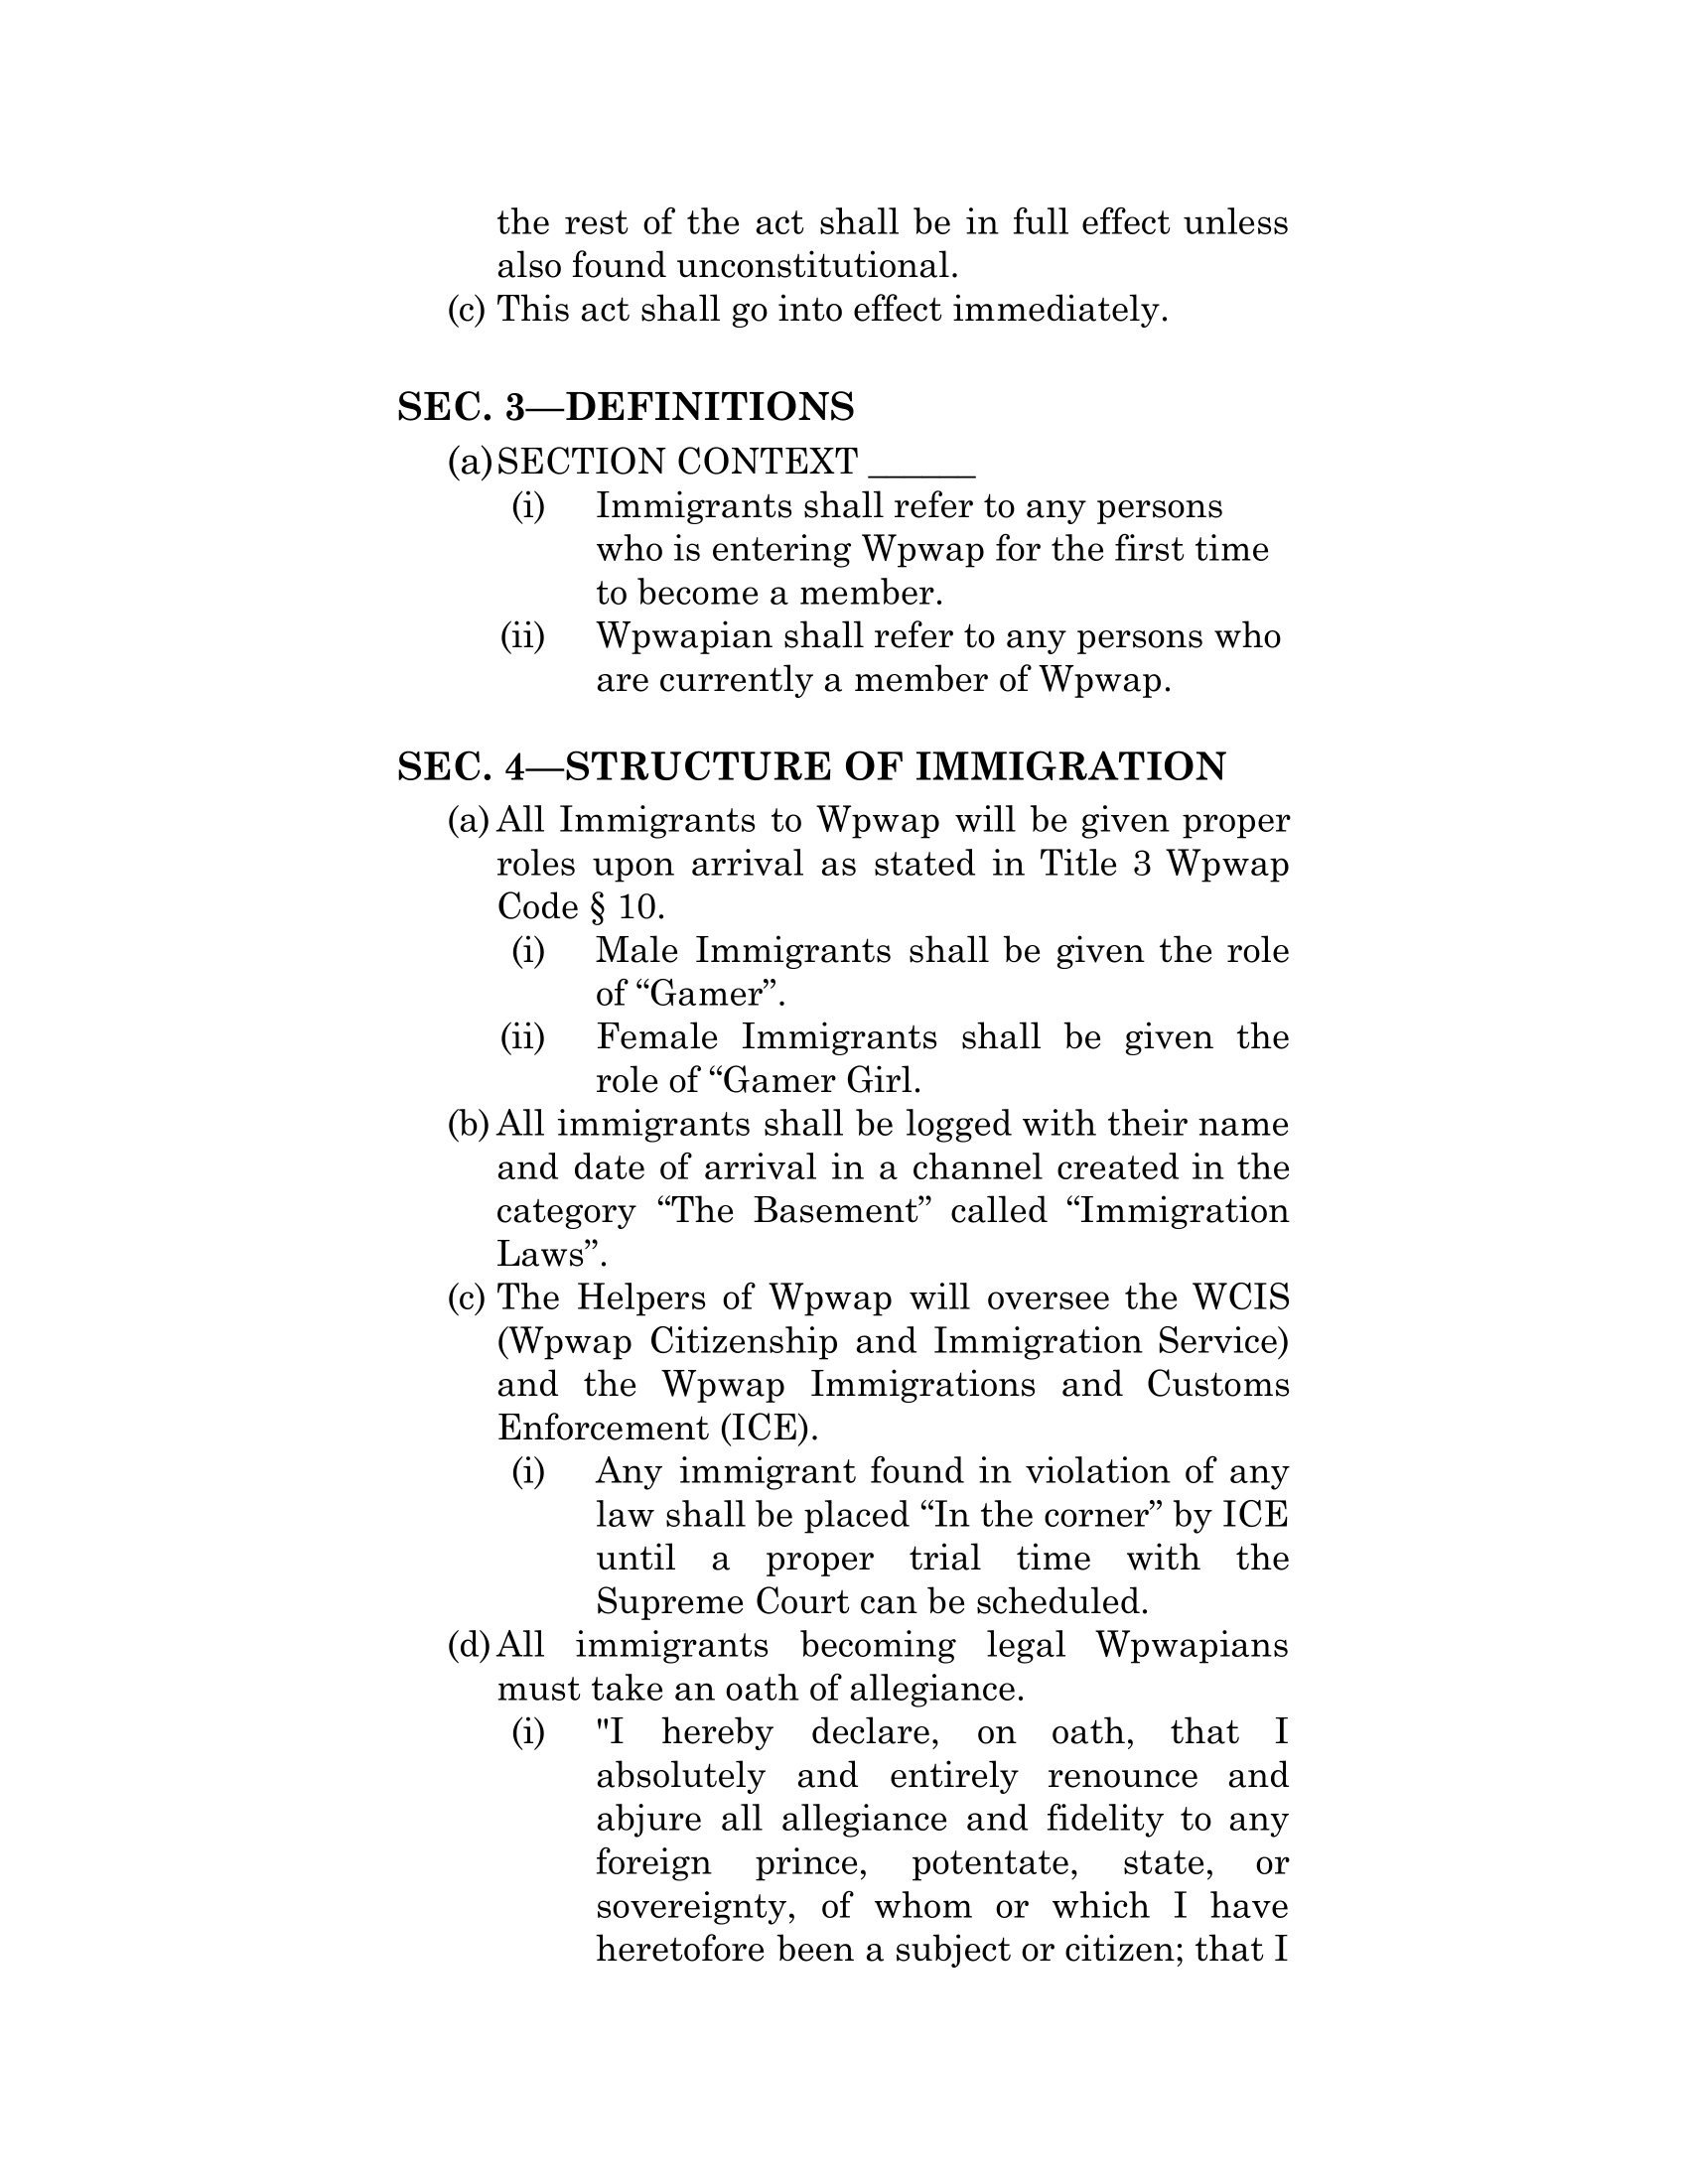 the rest of the act shall be in full effect unless
also found unconstitutional.
(c) This act shall go into effect immediately.
SEC. 3—DEFINITIONS
(a) SECTION CONTEXT ______
(i) Immigrants shall refer to any persons
who is entering Wpwap for the first time
to become a member.
(ii) Wpwapian shall refer to any persons who
are currently a member of Wpwap.
SEC. 4—STRUCTURE OF IMMIGRATION
(a) All Immigrants to Wpwap will be given proper
roles upon arrival as stated in Title 3 Wpwap
Code § 10.
(i) Male Immigrants shall be given the role
of “Gamer”.
(ii) Female Immigrants shall be given the
role of “Gamer Girl.
(b) All immigrants shall be logged with their name
and date of arrival in a channel created in the
category “The Basement” called “Immigration
Laws”.
(c) The Helpers of Wpwap will oversee the WCIS
(Wpwap Citizenship and Immigration Service)
and the Wpwap Immigrations and Customs
Enforcement (ICE).
(i) Any immigrant found in violation of any
law shall be placed “In the corner” by ICE
until a proper trial time with the
Supreme Court can be scheduled.
(d) All immigrants becoming legal Wpwapians
must take an oath of allegiance.
(i) "I hereby declare, on oath, that I
absolutely and entirely renounce and
abjure all allegiance and fidelity to any
foreign prince, potentate, state, or
sovereignty, of whom or which I have
heretofore been a subject or citizen; that I